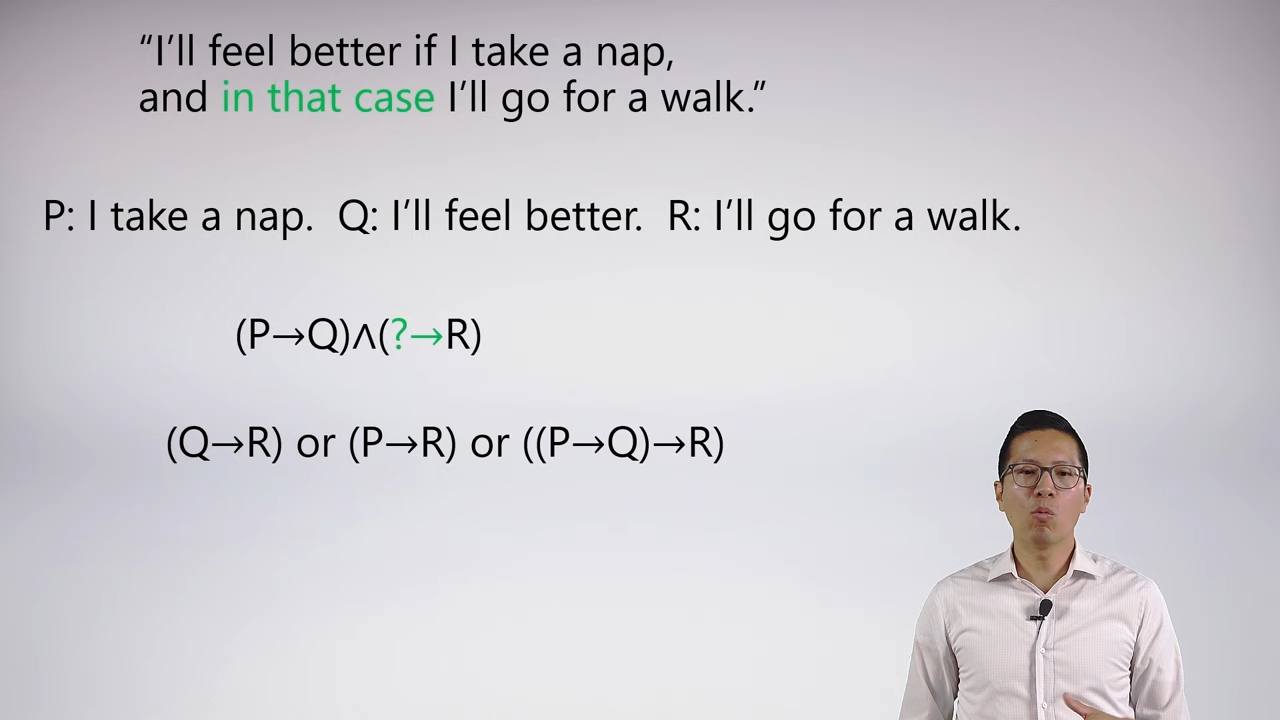 “I’ll feel better if I take a nap,
and in that case I’ll go for a walk.”
P: I take a nap.  Q: I’ll feel better.  R: I’ll go for a walk.
(P→Q)∧(?→R)
(Q→R) or (P→R) or ((P→Q)→R)